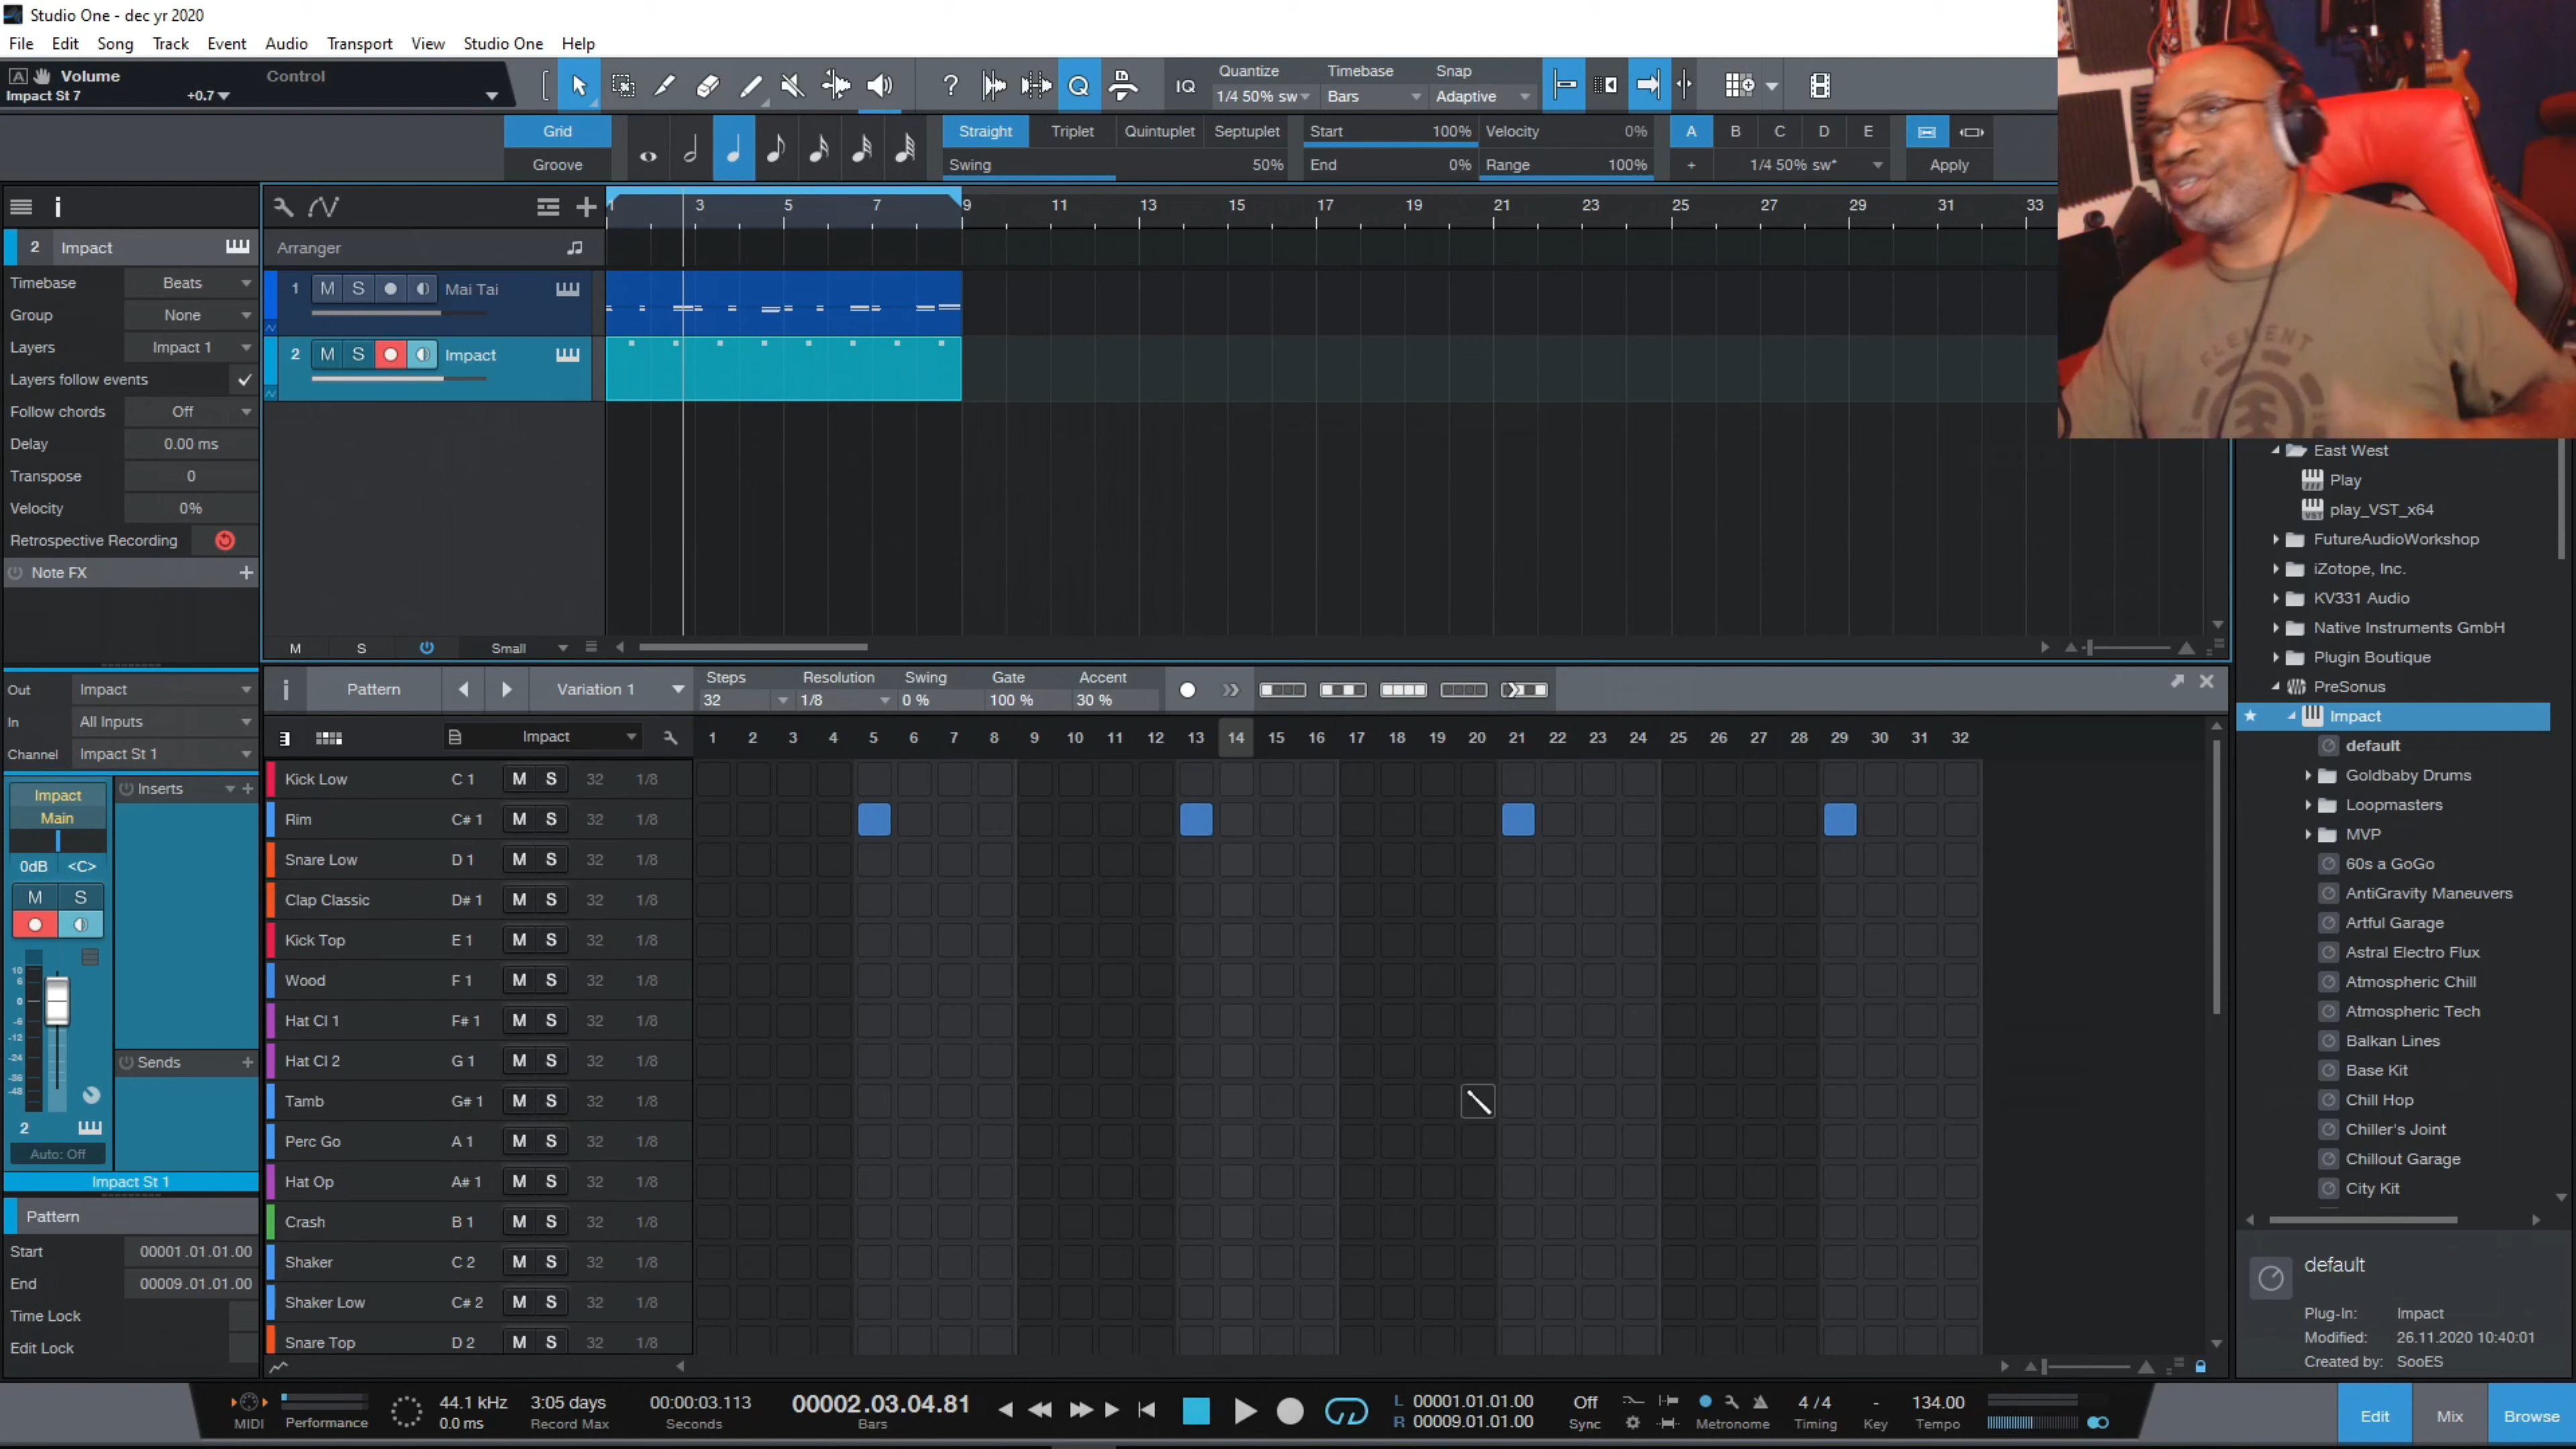 Studio One - dec yr 2020
File Edit Song Track Event Audio Transport View Studio One Help
A Volume Control
Impact St 7 +0.7
? IQ Quantize Timebase Snap
1/4 50% sw Bars Adaptive
Grid Straight Triplet Quintuplet Septuplet Start 100% Velocity 0% A B C D E
Groove Swing 50% End 0% Range 100% + 1/4 50% sw* Apply
i 1 3 5 7 9 11 13 15 17 19 21 23 25 27 29 31 33
2 Impact Arranger
Timebase Beats 1 M S Mai Tai
Group None
Layers Impact 1 2 M S Impact
Layers follow events
Follow chords Off
Delay 0.00 ms
Transpose 0
Velocity 0%
Retrospective Recording
Note FX +
M S Small
ELEMENT
East West
Play
play_VST_x64
FutureAudioWorkshop
iZotope, Inc.
KV331 Audio
Native Instruments GmbH
Plugin Boutique
PreSonus
Impact
default
Goldbaby Drums
Loopmasters
MVP
60s a GoGo
AntiGravity Maneuvers
Artful Garage
Astral Electro Flux
Atmospheric Chill
Atmospheric Tech
Balkan Lines
Base Kit
Chill Hop
Chiller's Joint
Chillout Garage
City Kit
default
Plug-In: Impact
Modified: 26.11.2020 10:40:01
Created by: SooES
Out Impact
In All Inputs
Channel Impact St 1
Impact Inserts
Main
0dB <C>
M S
10
6
0
-6
-12
-24
-36
-48
Sends
2
Auto: Off
Impact St 1
Pattern
Start 00001.01.01.00
End 00009.01.01.00
Time Lock
Edit Lock
i Pattern Variation 1 Steps Resolution Swing Gate Accent
32 1/8 0 % 100 % 30 %
Impact 1 2 3 4 5 6 7 8 9 10 11 12 13 14 15 16 17 18 19 20 21 22 23 24 25 26 27 28 29 30 31 32
Kick Low C 1 M S 32 1/8
Rim C# 1 M S 32 1/8
Snare Low D 1 M S 32 1/8
Clap Classic D# 1 M S 32 1/8
Kick Top E 1 M S 32 1/8
Wood F 1 M S 32 1/8
Hat Cl 1 F# 1 M S 32 1/8
Hat Cl 2 G 1 M S 32 1/8
Tamb G# 1 M S 32 1/8
Perc Go A 1 M S 32 1/8
Hat Op A# 1 M S 32 1/8
Crash B 1 M S 32 1/8
Shaker C 2 M S 32 1/8
Shaker Low C# 2 M S 32 1/8
Snare Top D 2 M S 32 1/8
MIDI Performance 44.1 kHz 3:05 days 00:00:03.113 00002.03.04.81 L 00001.01.01.00 Off 4 / 4 - 134.00
0.0 ms Record Max Seconds Bars R 00009.01.01.00 Sync Metronome Timing Key Tempo Edit Mix Browse